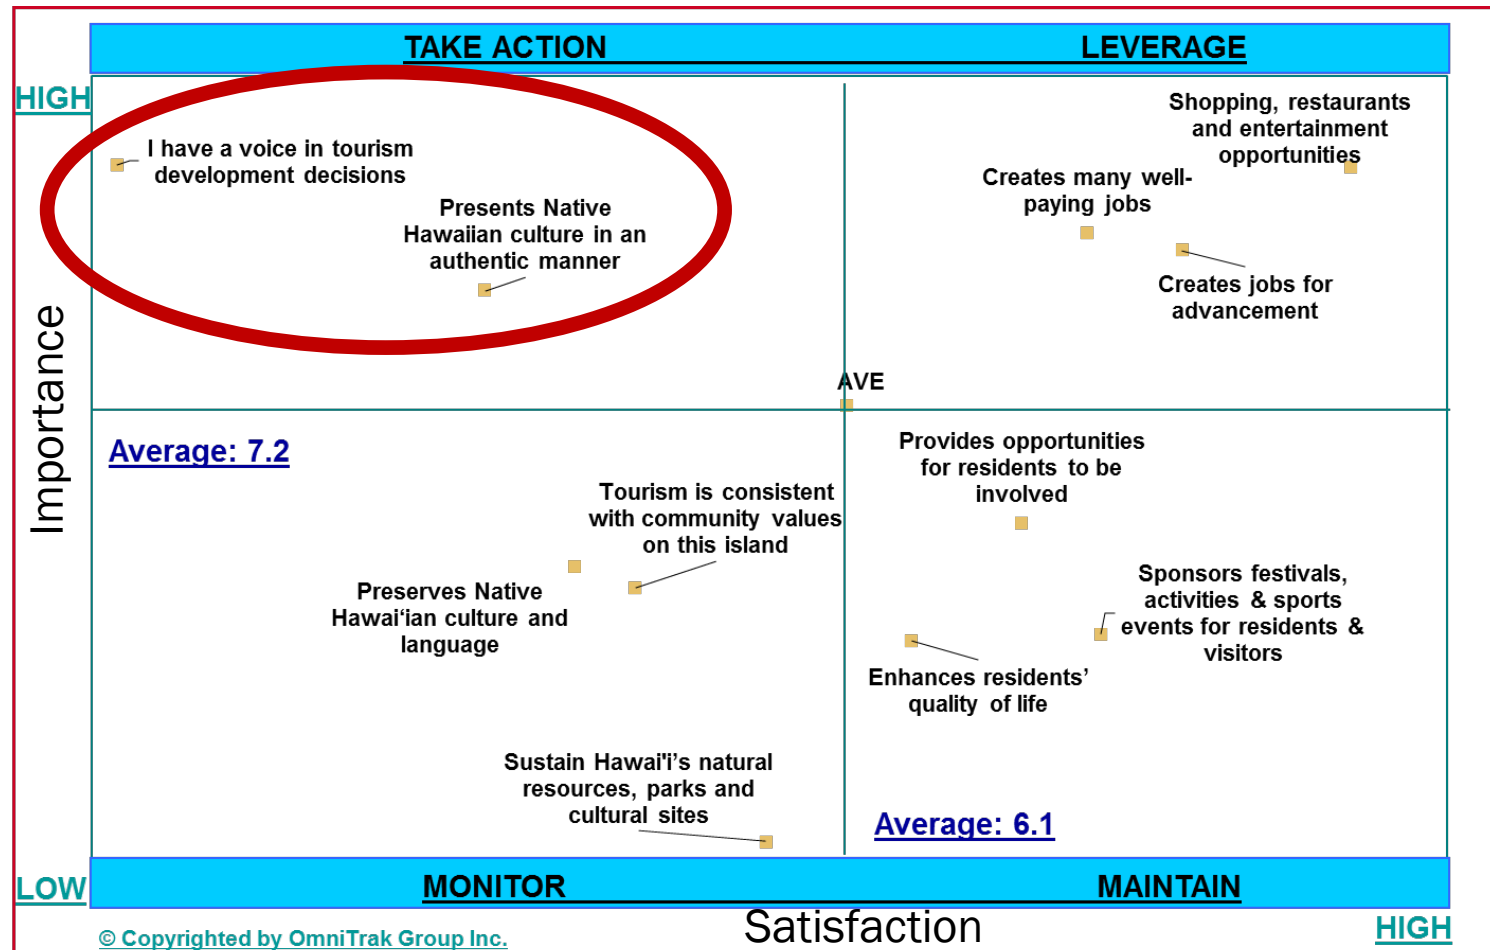 TAKE ACTION
LEVERAGE
HIGH
Shopping, restaurants
and entertainment
opportunities
I have a voice in tourism
development decisions
Creates many well-
paying jobs
Presents Native
Hawaiian culture in an
authentic manner
Creates jobs for
advancement
Importance
AVE
Average: 7.2
Provides opportunities
for residents to be
involved
Tourism is consistent
with community values
on this island
Preserves Native
Hawai‘ian culture and
language
Sponsors festivals,
activities & sports
events for residents &
visitors
Enhances residents’
quality of life
Sustain Hawai'i’s natural
resources, parks and
cultural sites
Average: 6.1
LOW
MONITOR
MAINTAIN
Satisfaction
HIGH
© Copyrighted by OmniTrak Group Inc.